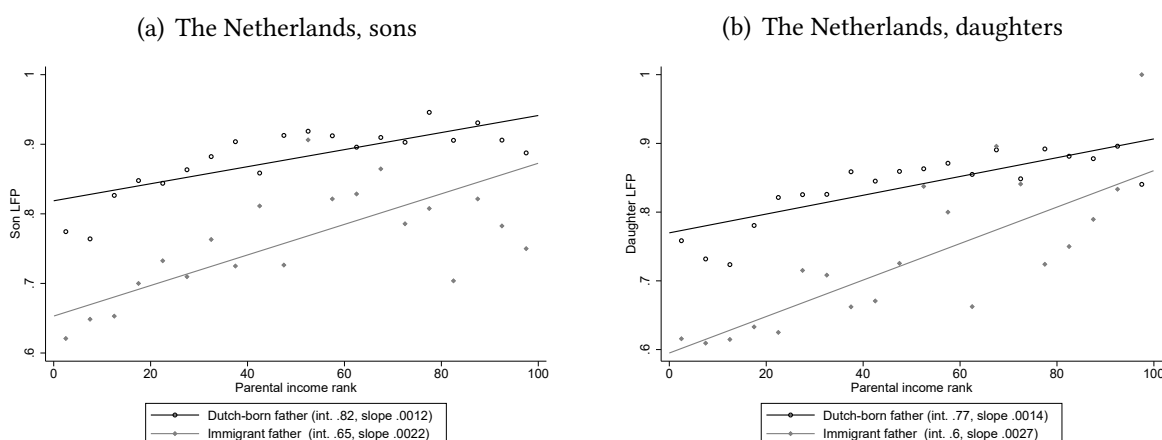 (a) The Netherlands, sons
1
.9
.8
.7
.6
Son LFP
0 20 40 60 80 100
Parental income rank
Dutch-born father (int. .82, slope .0012)
Immigrant father (int. .65, slope .0022)
(b) The Netherlands, daughters
1
.9
.8
.7
.6
Daughter LFP
0 20 40 60 80 100
Parental income rank
Dutch-born father (int. .77, slope .0014)
Immigrant father (int. .6, slope .0027)